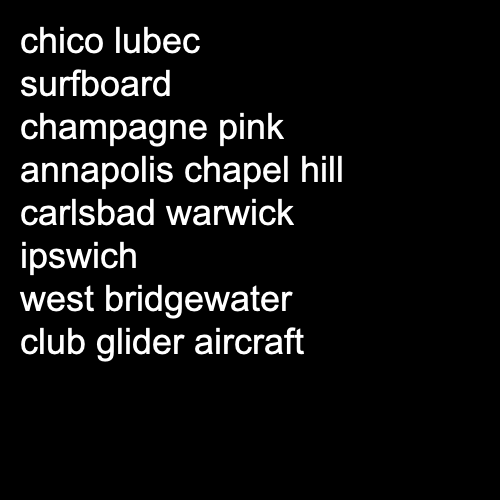 chico lubec
surfboard
champagne pink
annapolis chapel hill
carlsbad warwick
ipswich
west bridgewater
club glider aircraft